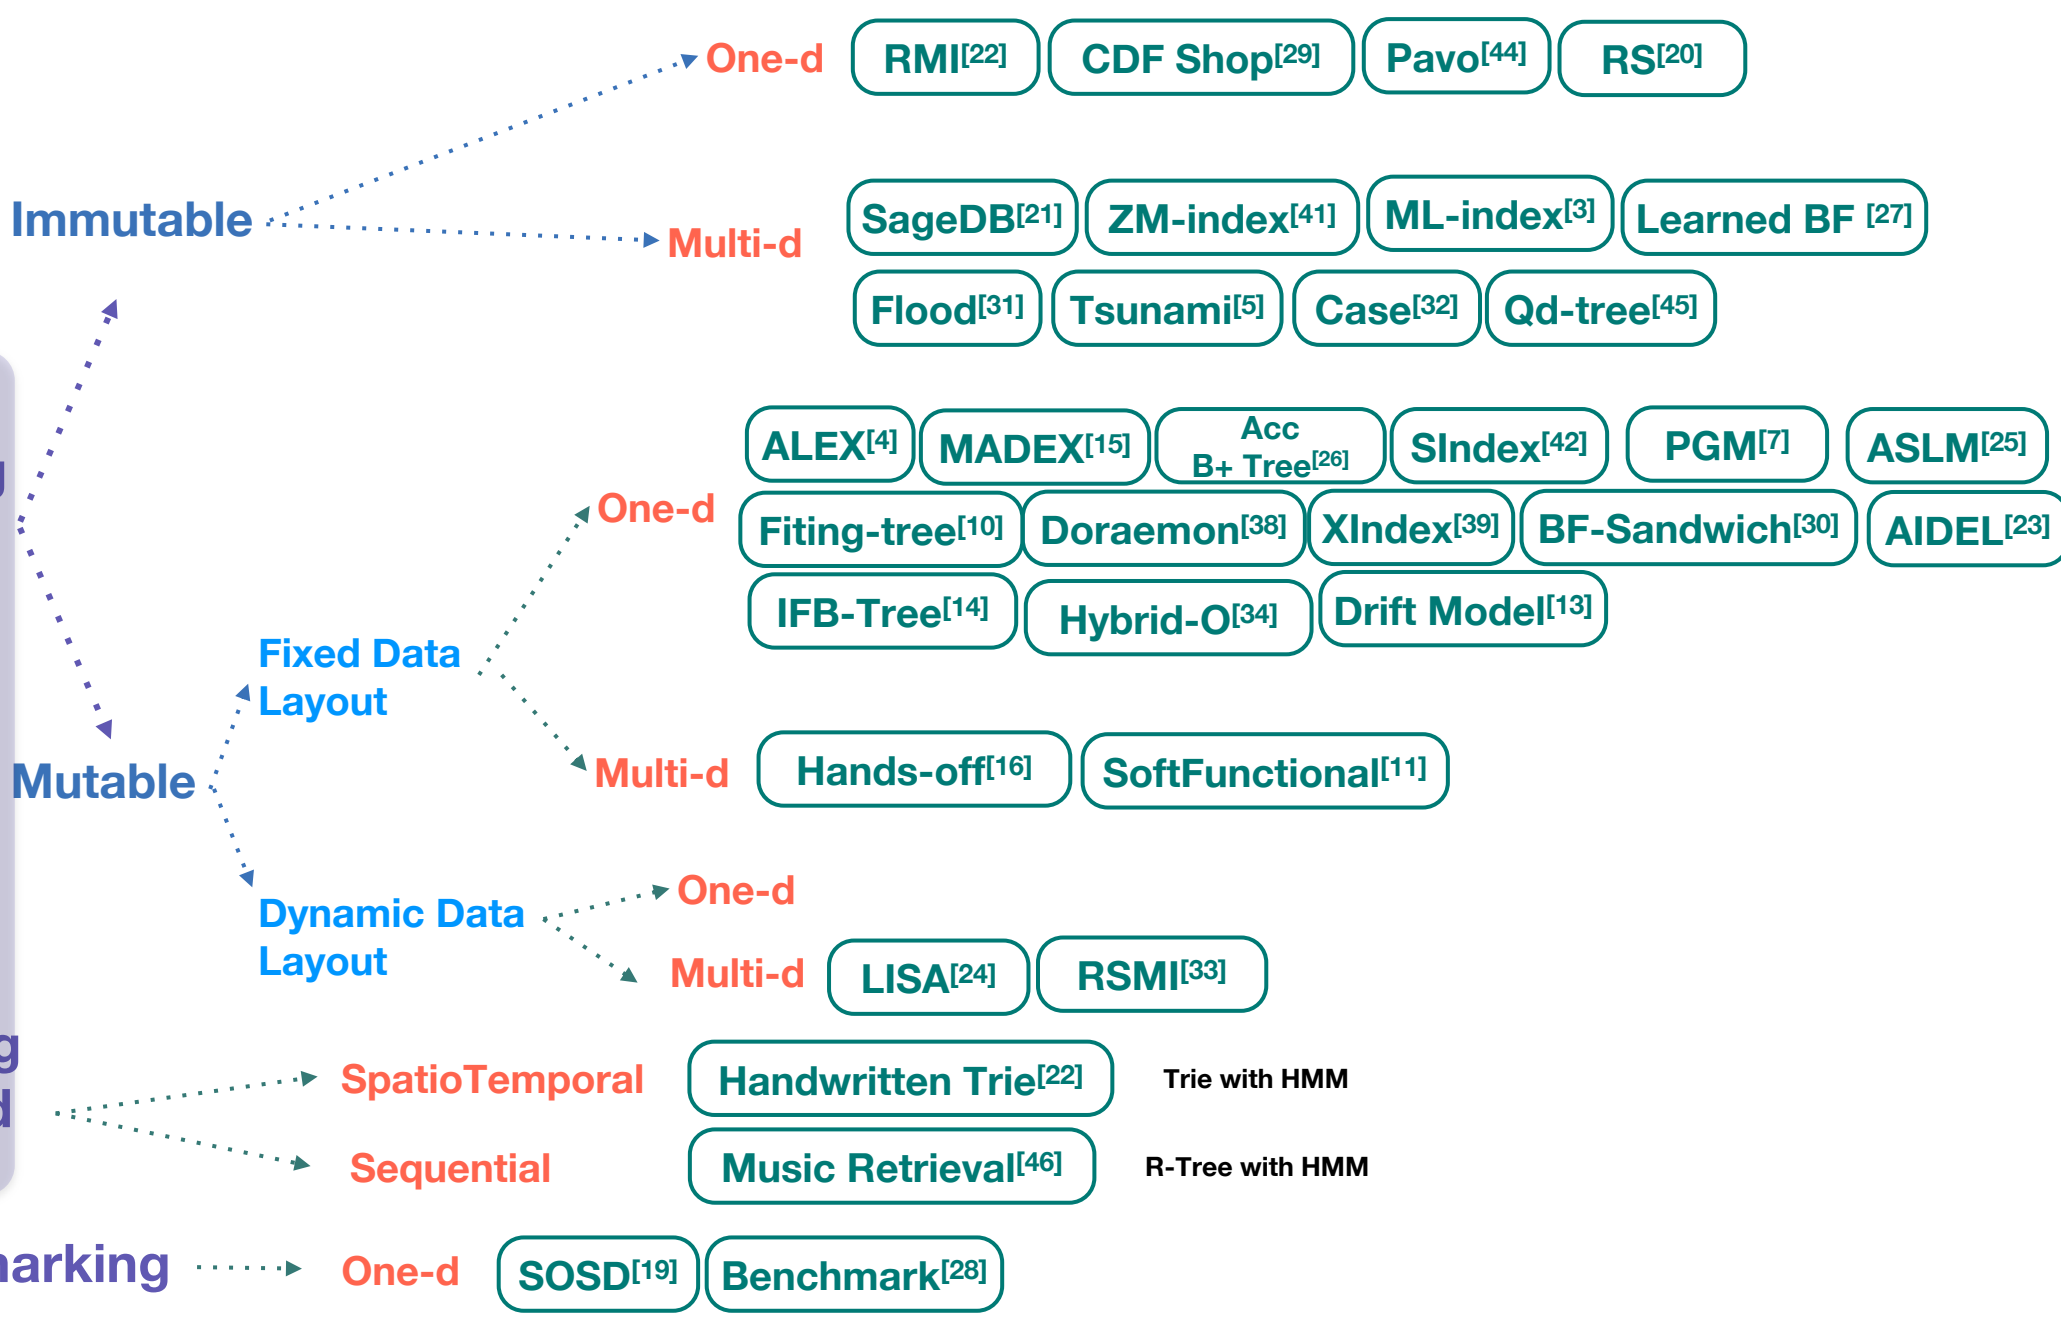 One-d RMI[22] CDF Shop[29] Pavo[44] RS[20]
Immutable
Multi-d SageDB[21] ZM-index[41] ML-index[3] Learned BF [27]
Flood[31] Tsunami[5] Case[32] Qd-tree[45]
ALEX[4] MADEX[15] Acc B+ Tree[26] SIndex[42] PGM[7] ASLM[25]
One-d Fiting-tree[10] Doraemon[38] XIndex[39] BF-Sandwich[30] AIDEL[23]
IFB-Tree[14] Hybrid-O[34] Drift Model[13]
Fixed Data
Layout
Mutable
Multi-d Hands-off[16] SoftFunctional[11]
One-d
Dynamic Data
Layout
Multi-d LISA[24] RSMI[33]
SpatioTemporal Handwritten Trie[22] Trie with HMM
Sequential Music Retrieval[46] R-Tree with HMM
One-d SOSD[19] Benchmark[28]